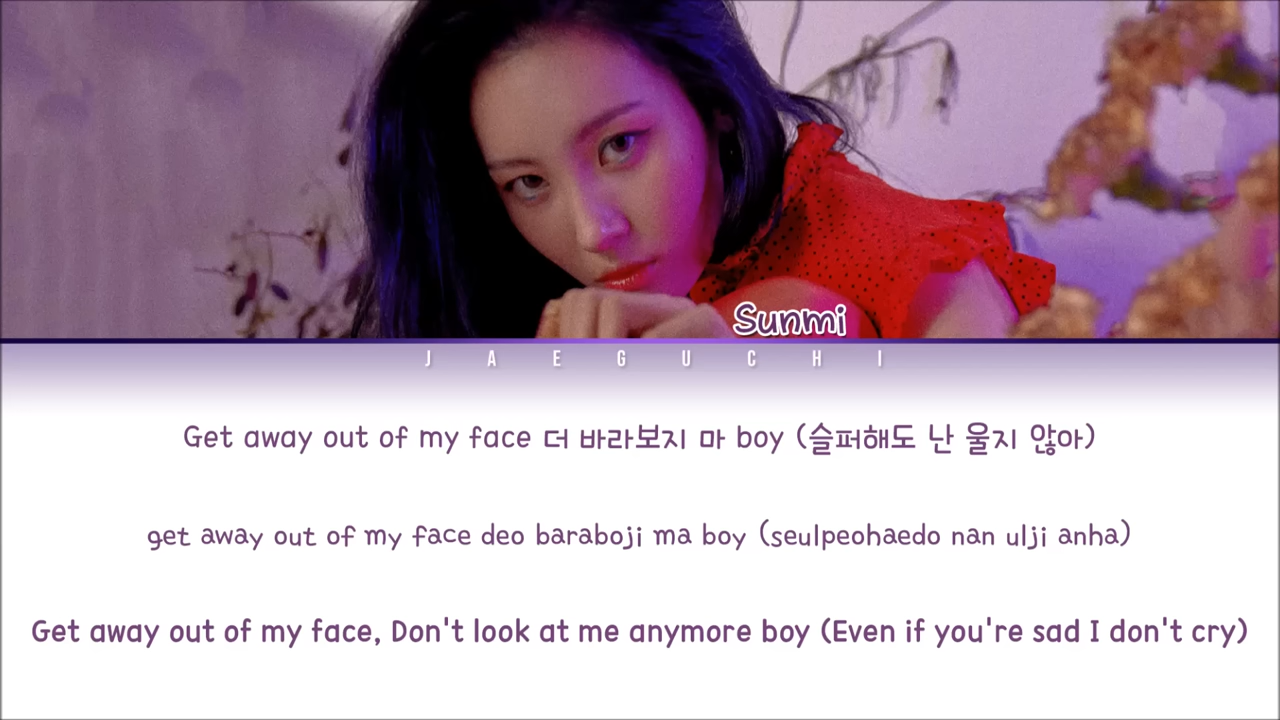 Sunmi
JAEGUCHI
Get away out of my face 더 바라보지 마 boy (슬퍼해도 난 울지 않아)
get away out of my face deo baraboji ma boy (seulpeohaedo nan ulji anha)
Get away out of my face, Don't look at me anymore boy (Even if you're sad I don't cry)